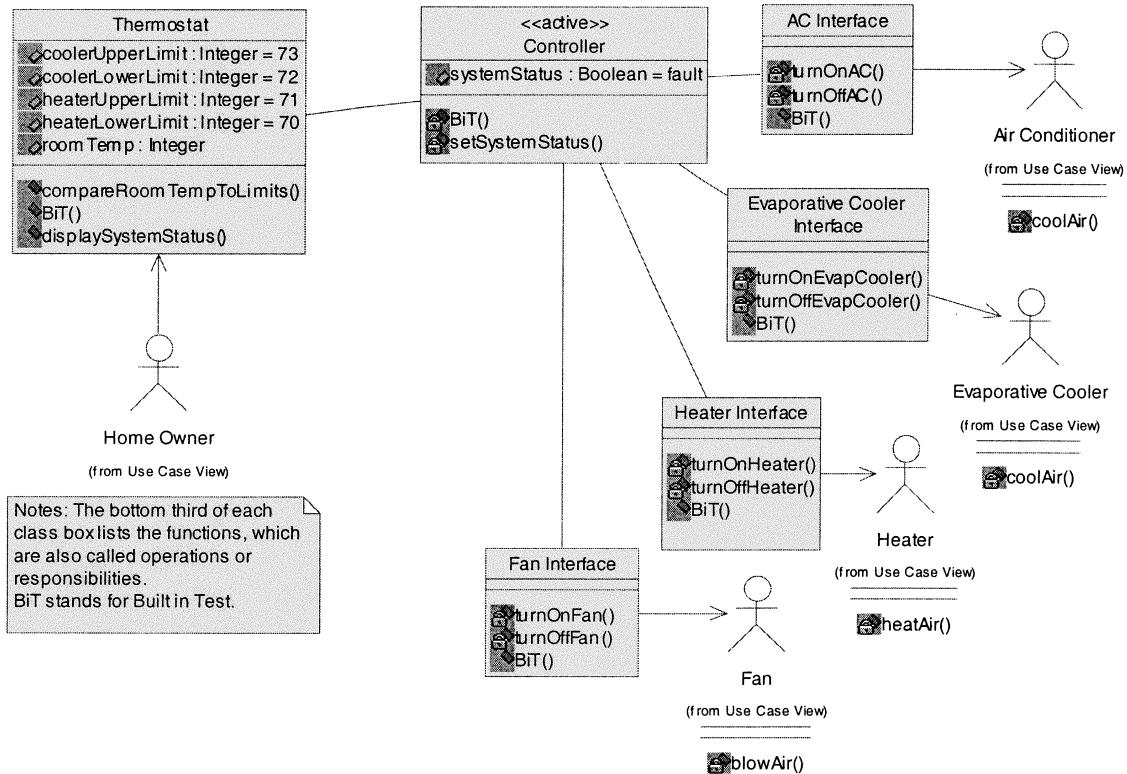 Thermostat
coolerUpperLimit : Integer = 73
coolerLowerLimit : Integer = 72
heaterUpperLimit : Integer = 71
heaterLowerLimit : Integer = 70
roomTemp : Integer
compareRoomTempToLimits()
BiT()
displaySystemStatus()
<<active>>
Controller
systemStatus : Boolean = fault
BiT()
setSystemStatus()
AC Interface
turnOnAC()
turnOffAC()
BiT()
Air Conditioner
(from Use Case View)
coolAir()
Evaporative Cooler
Interface
turnOnEvapCooler()
turnOffEvapCooler()
BiT()
Evaporative Cooler
(from Use Case View)
coolAir()
Home Owner
(from Use Case View)
Heater Interface
turnOnHeater()
turnOffHeater()
BiT()
Heater
(from Use Case View)
heatAir()
Notes: The bottom third of each
class box lists the functions, which
are also called operations or
responsibilities.
BiT stands for Built in Test.
Fan Interface
turnOnFan()
turnOffFan()
BiT()
Fan
(from Use Case View)
blowAir()